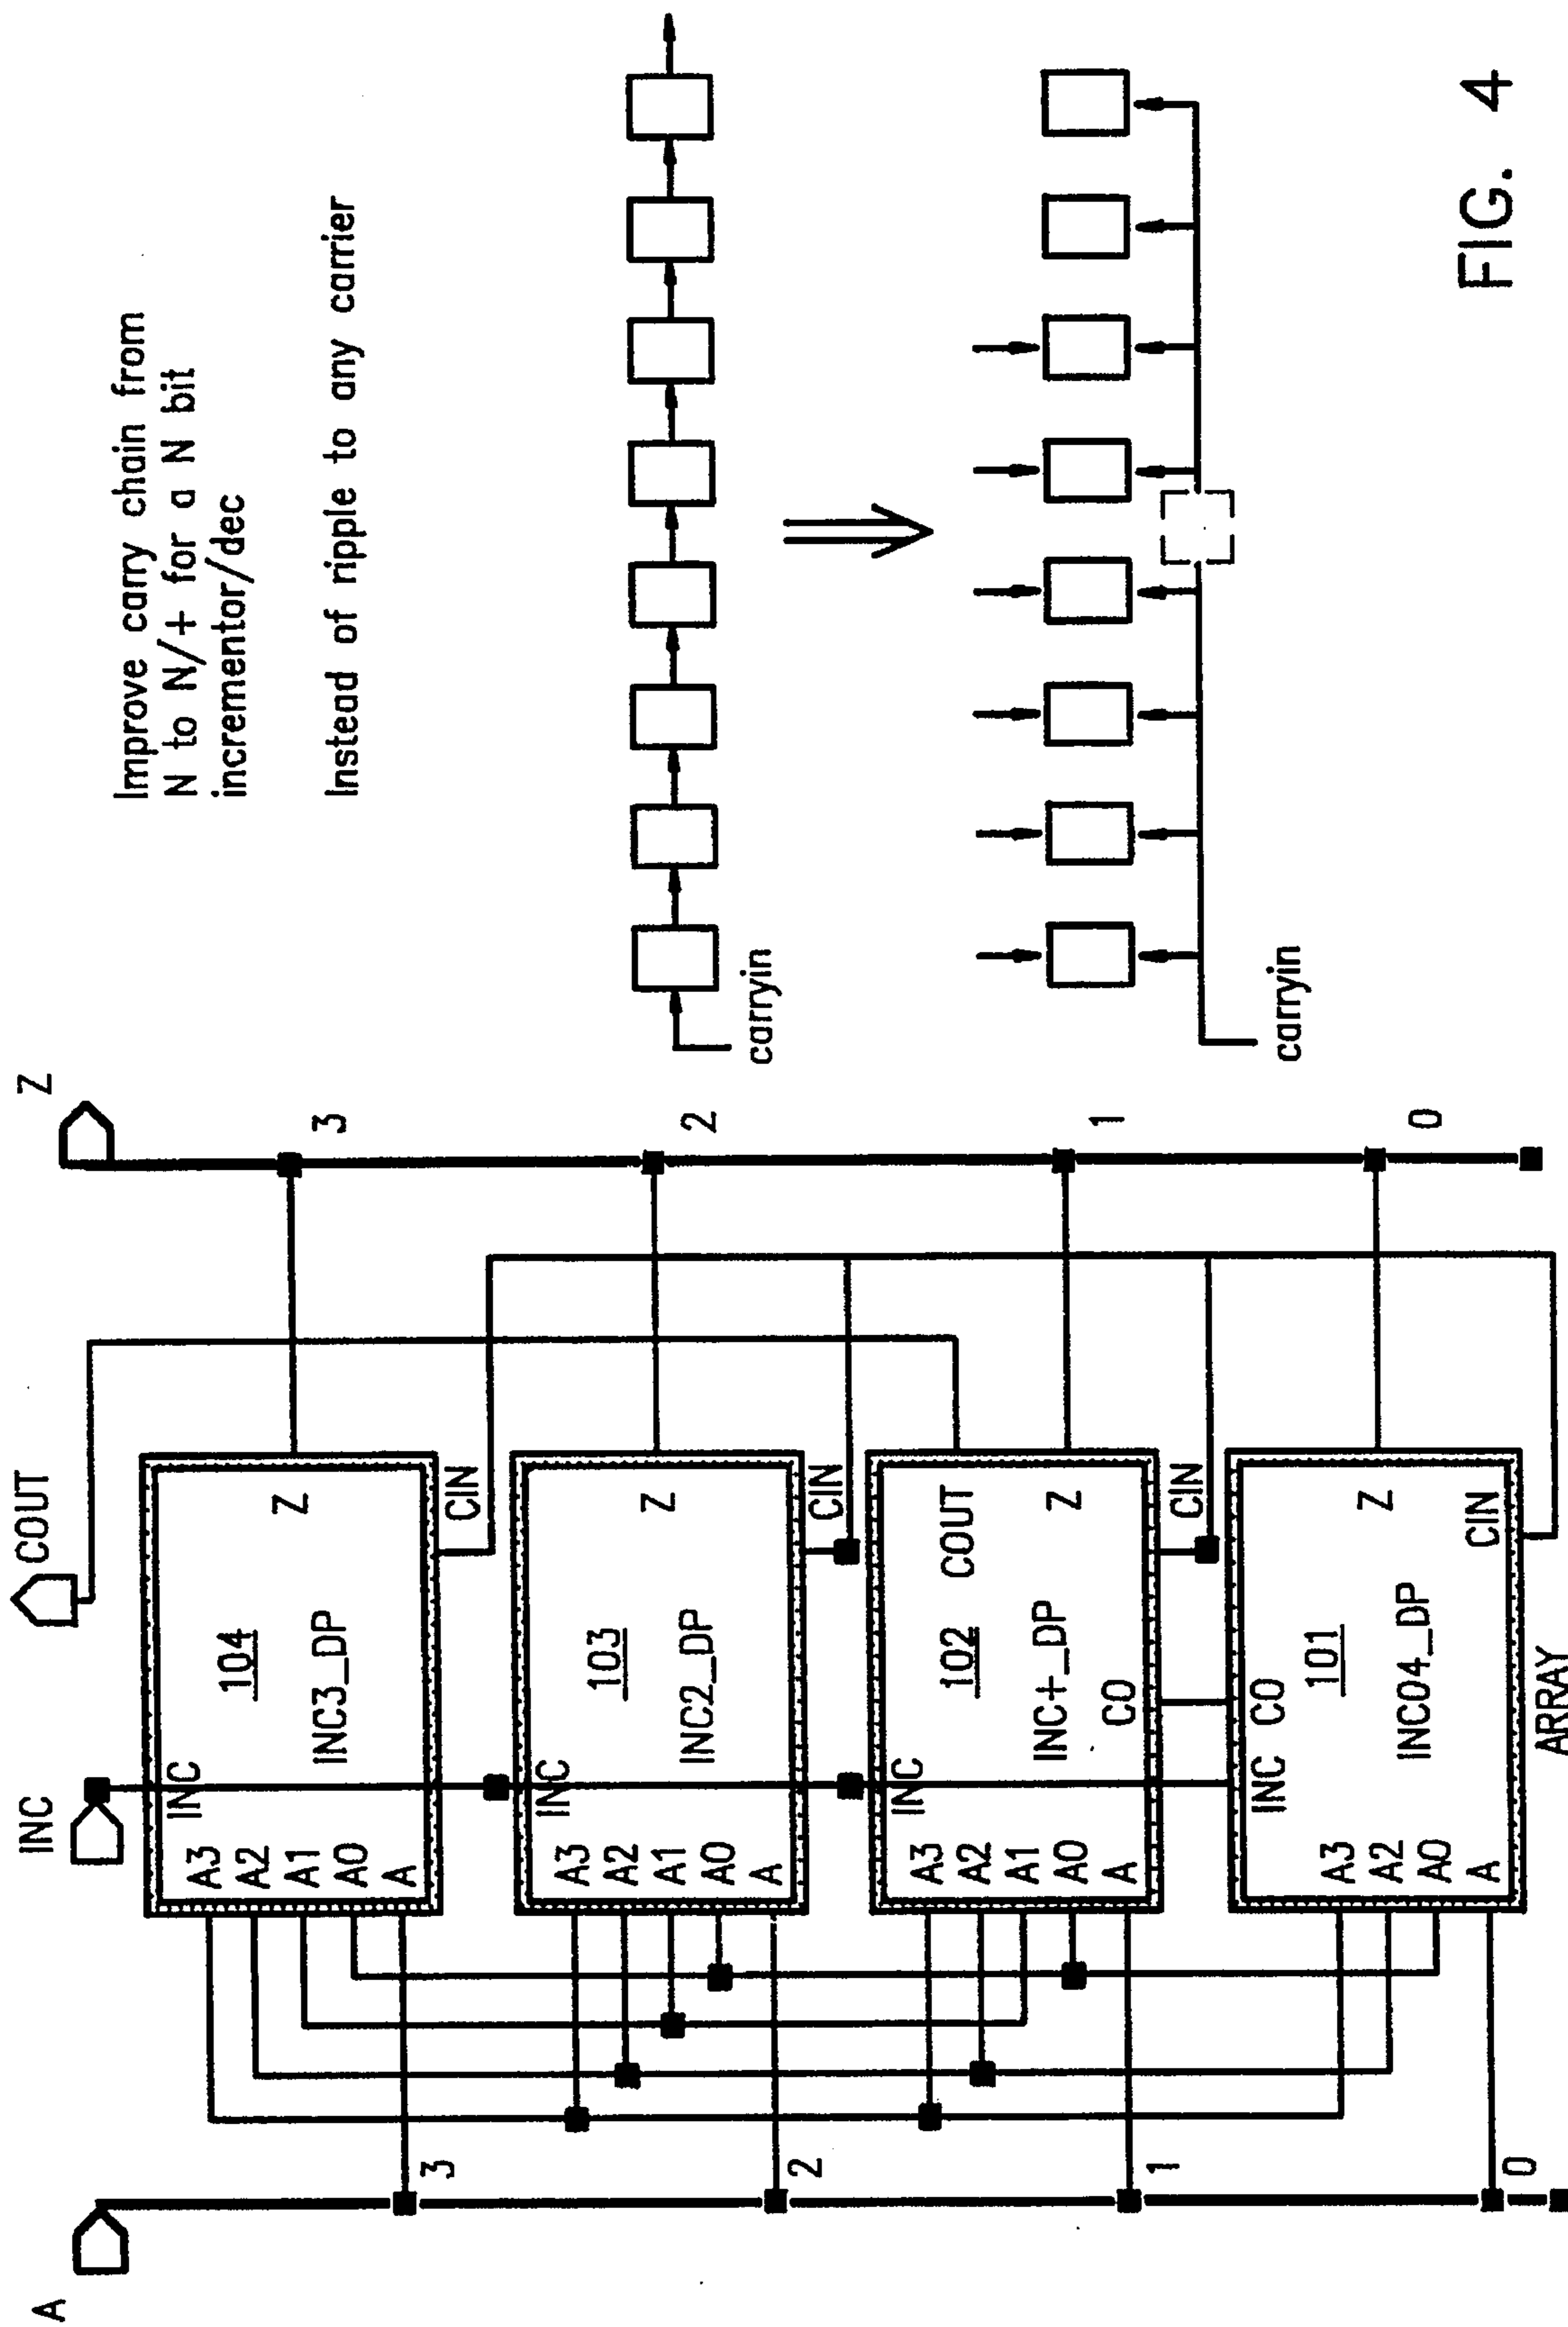 Improve carry chain from
N to N/+ for a N bit
incrementor/dec
Instead of ripple to any carrier
carryin
carryin
FIG. 4
A
INC
COUT
Z
3
2
1
0
3
2
1
0
A3
A2
A1
A0
A
INC
104
INC3_DP
Z
CIN
A3
A2
A1
A0
A
INC
103
INC2_DP
Z
CIN
A3
A2
A1
A0
A
INC
102
INC+_DP
CO
COUT
Z
CIN
A3
A2
A0
A
INC
CO
101
INC04_DP
Z
CIN
ARRAY